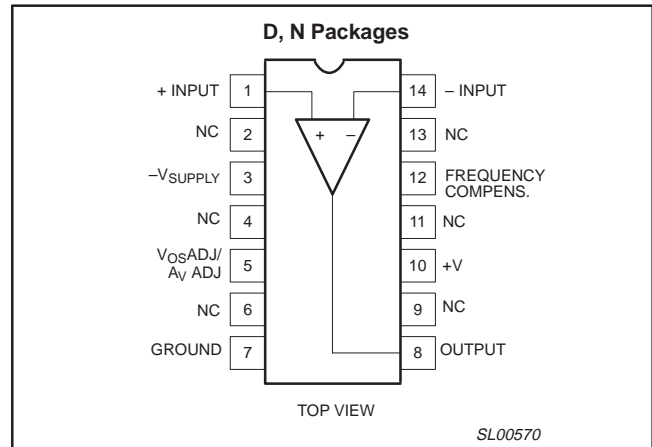 D, N Packages
+ INPUT 1 14 – INPUT
NC 2 13 NC
–VSUPPLY 3 12 FREQUENCY COMPENS.
NC 4 11 NC
VOSADJ/ AV ADJ 5 10 +V
NC 6 9 NC
GROUND 7 8 OUTPUT
+ –
TOP VIEW
SL00570